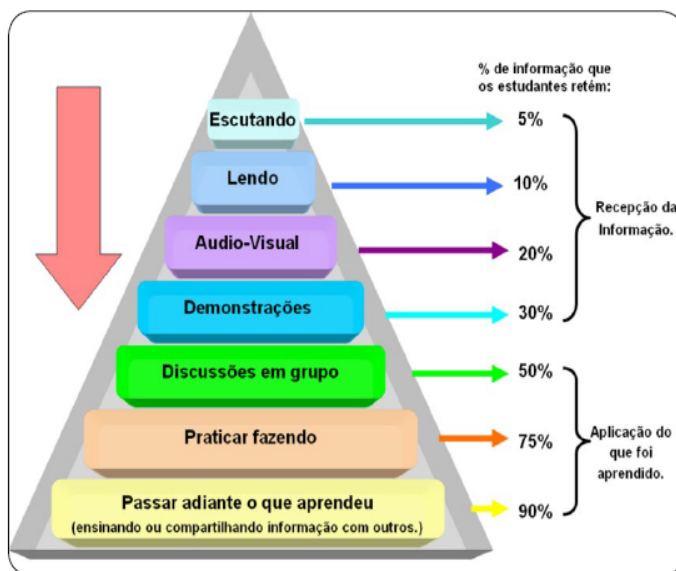 % de informação que
os estudantes retém:
Escutando
5%
Lendo
10%
Audio-Visual
20%
Demonstrações
30%
Recepção da
Informação.
Discussões em grupo
50%
Praticar fazendo
75%
Passar adiante o que aprendeu
(ensinando ou compartilhando informação com outros.)
90%
Aplicação do
que foi
aprendido.